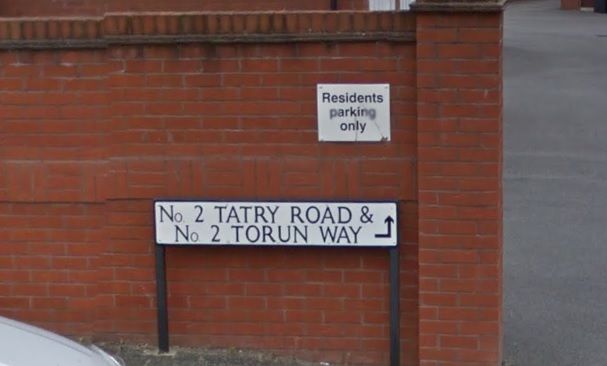 Residents
parking
only
No. 2 TATRY ROAD &
No 2 TORUN WAY